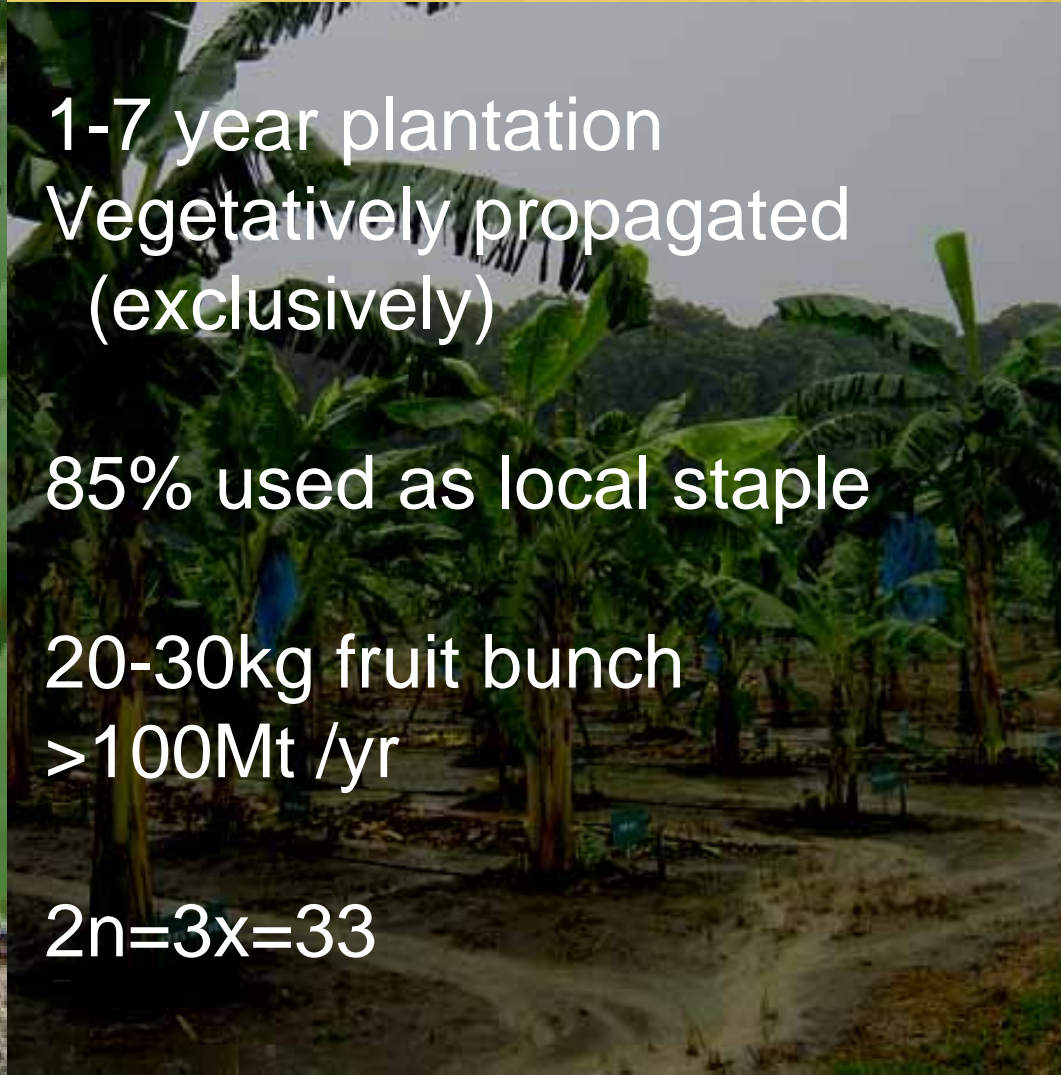 1-7 year plantation
Vegetatively propagated
(exclusively)
85% used as local staple
20-30kg fruit bunch
>100Mt /yr
2n=3x=33